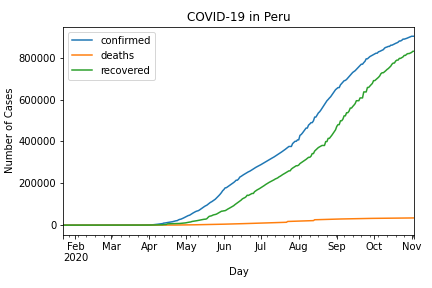 COVID-19 in Peru
confirmed
deaths
recovered
Number of Cases
800000
600000
400000
200000
0
Feb Mar Apr May Jun Jul Aug Sep Oct Nov
2020
Day